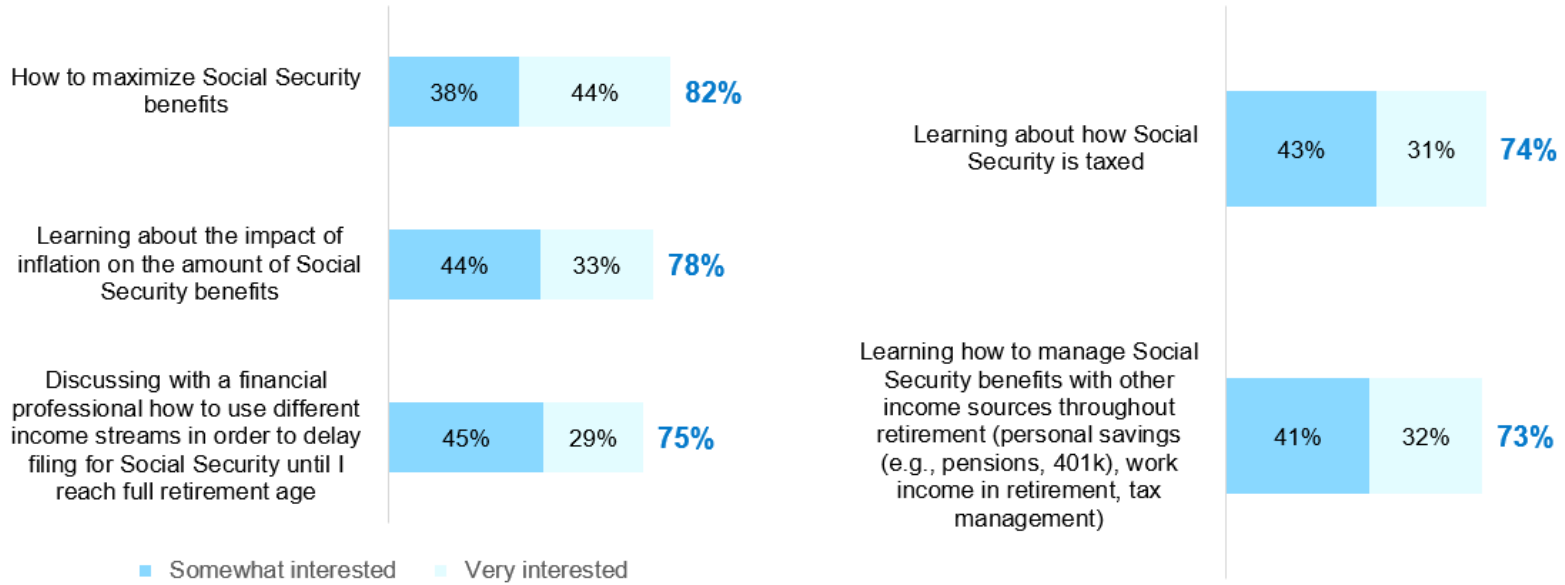 How to maximize Social Security
benefits
38%
44%
82%
Learning about the impact of
inflation on the amount of Social
Security benefits
44%
33%
78%
Discussing with a financial
professional how to use different
income streams in order to delay
filing for Social Security until I
reach full retirement age
45%
29%
75%
Somewhat interested
Very interested
Learning about how Social
Security is taxed
43%
31%
74%
Learning how to manage Social
Security benefits with other
income sources throughout
retirement (personal savings
(e.g., pensions, 401k), work
income in retirement, tax
management)
41%
32%
73%